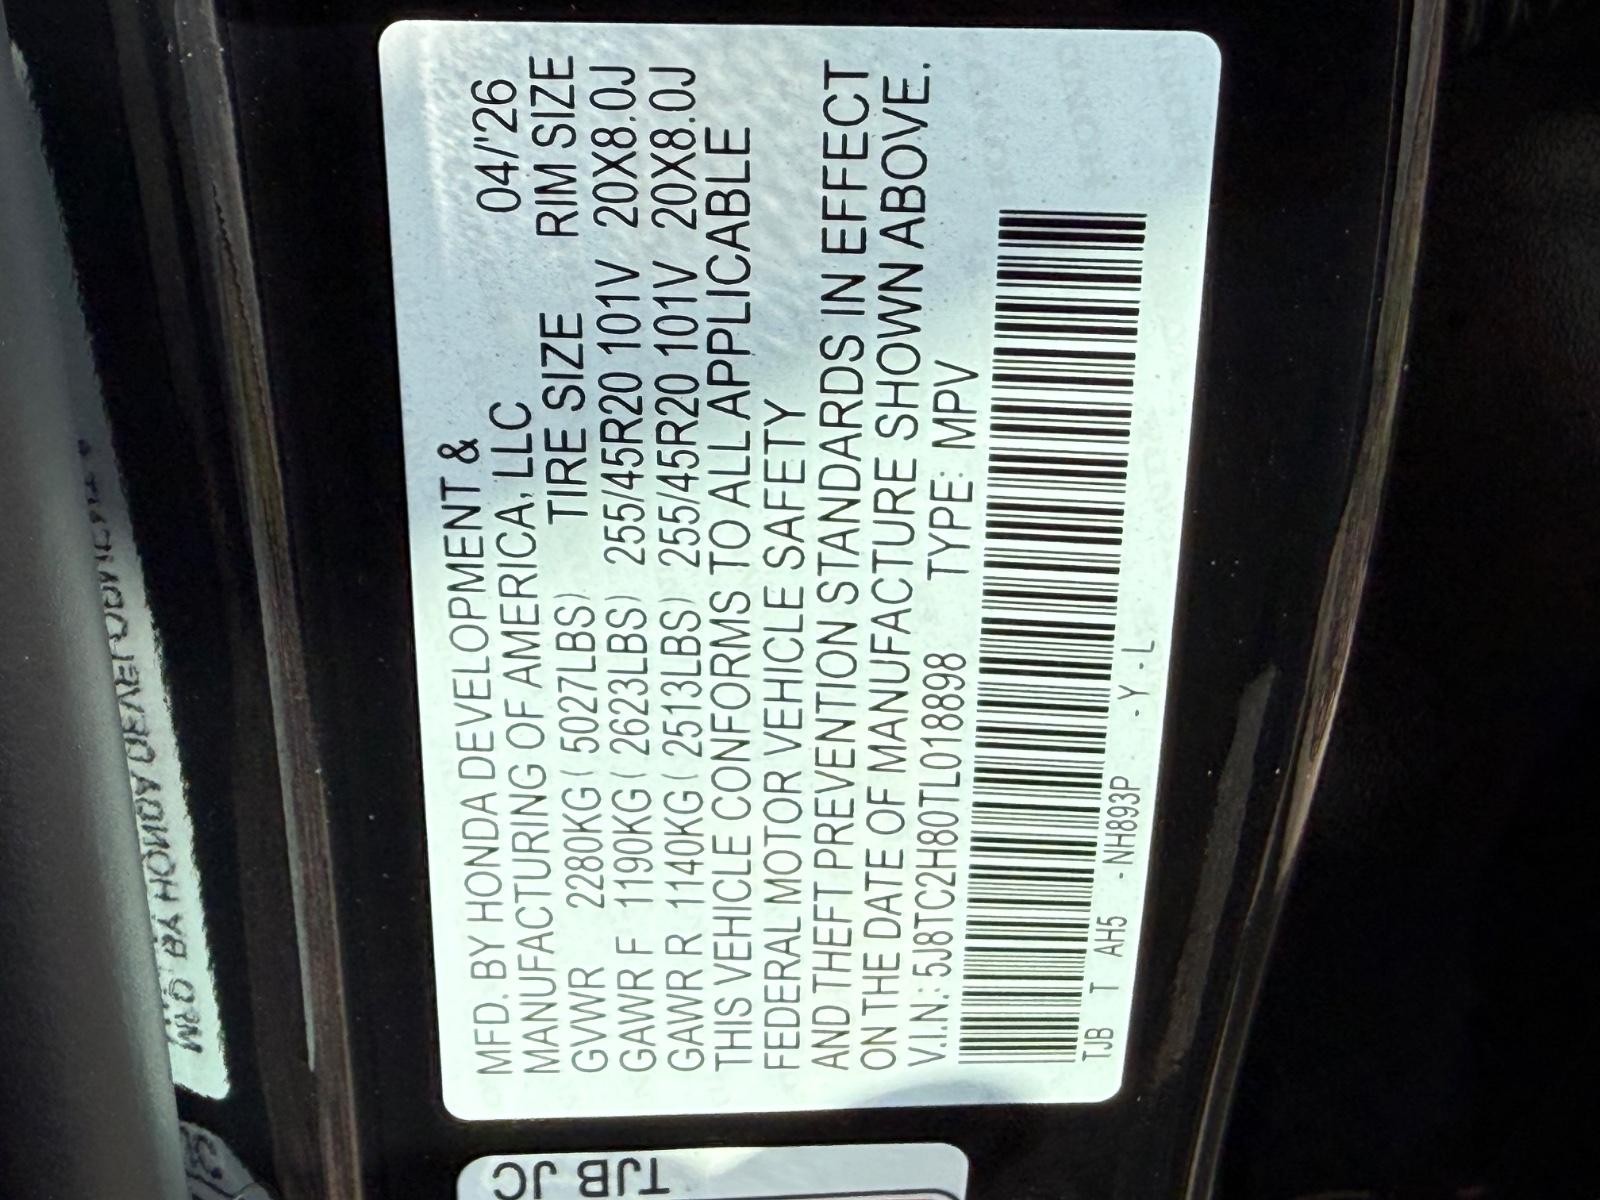 MFD. BY HONDA DEVELOPMENT &
MANUFACTURING OF AMERICA, LLC 04/'26
GVWR 2280KG ( 5027LBS) TIRE SIZE RIM SIZE
GAWR F 1190KG ( 2623LBS) 255/45R20 101V 20X8.0J
GAWR R 1140KG ( 2513LBS) 255/45R20 101V 20X8.0J
THIS VEHICLE CONFORMS TO ALL APPLICABLE
FEDERAL MOTOR VEHICLE SAFETY
AND THEFT PREVENTION STANDARDS IN EFFECT
ON THE DATE OF MANUFACTURE SHOWN ABOVE.
V.I.N.: 5J8TC2H80TL018898 TYPE: MPV
TJB T AH5 - NH893P - Y - L
TJB JC